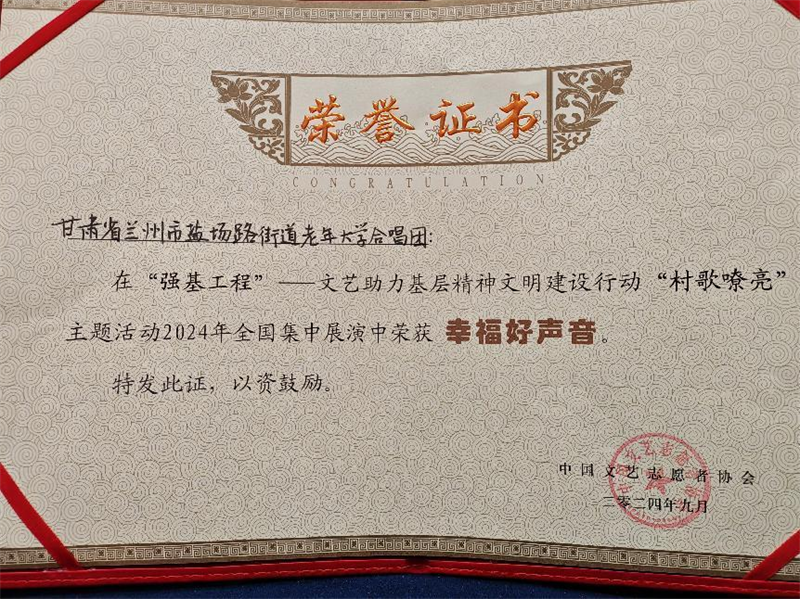 荣誉证书
CONGRATULATION
甘肃省兰州市盐场路街道老年大学合唱团：
在“强基工程”——文艺助力基层精神文明建设行动“村歌嘹亮”
主题活动2024年全国集中展演中荣获 幸福好声音。
特发此证，以资鼓励。
中国文艺志愿者协会
二零二四年九月